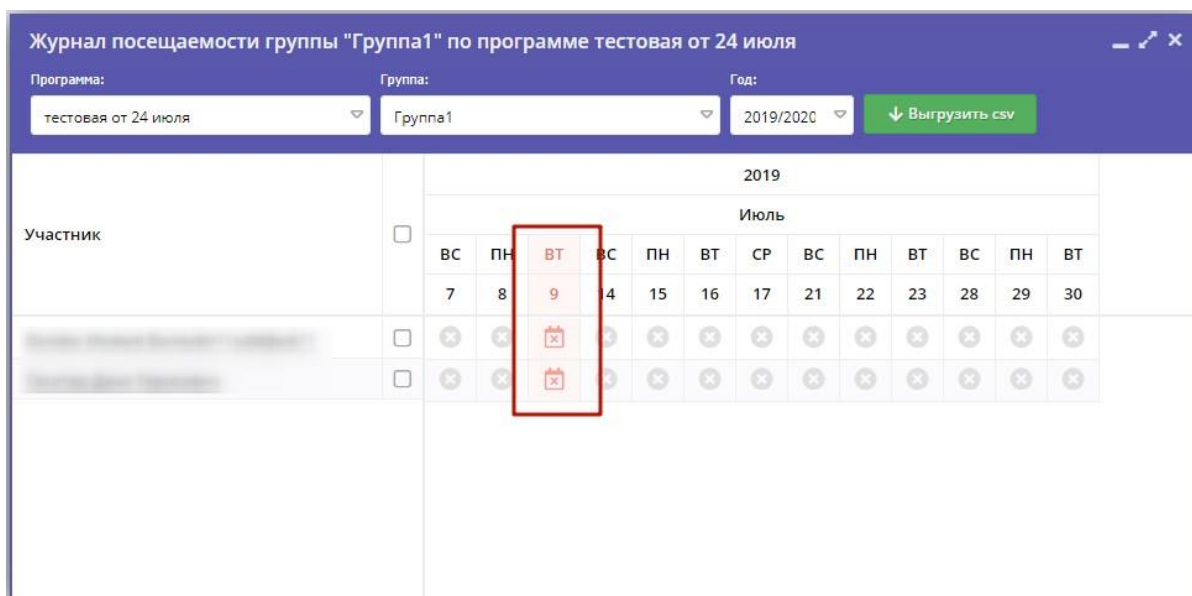 Журнал посещаемости группы "Группа1" по программе тестовая от 24 июля
Программа: Группа: Год:
тестовая от 24 июля Группа1 2019/2020 Выгрузить csv
2019
Июль
Участник
ВС ПН ВТ ВС ПН ВТ СР ВС ПН ВТ ВС ПН ВТ
7 8 9 14 15 16 17 21 22 23 28 29 30